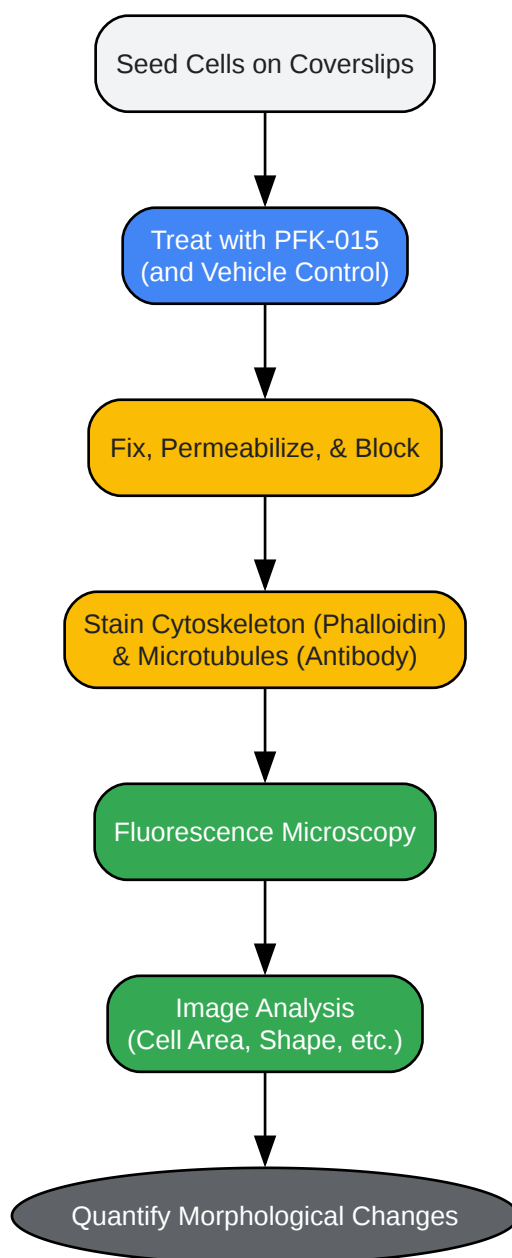 Seed Cells on Coverslips
Treat with PFK-015
(and Vehicle Control)
Fix, Permeabilize, & Block
Stain Cytoskeleton (Phalloidin)
& Microtubules (Antibody)
Fluorescence Microscopy
Image Analysis
(Cell Area, Shape, etc.)
Quantify Morphological Changes